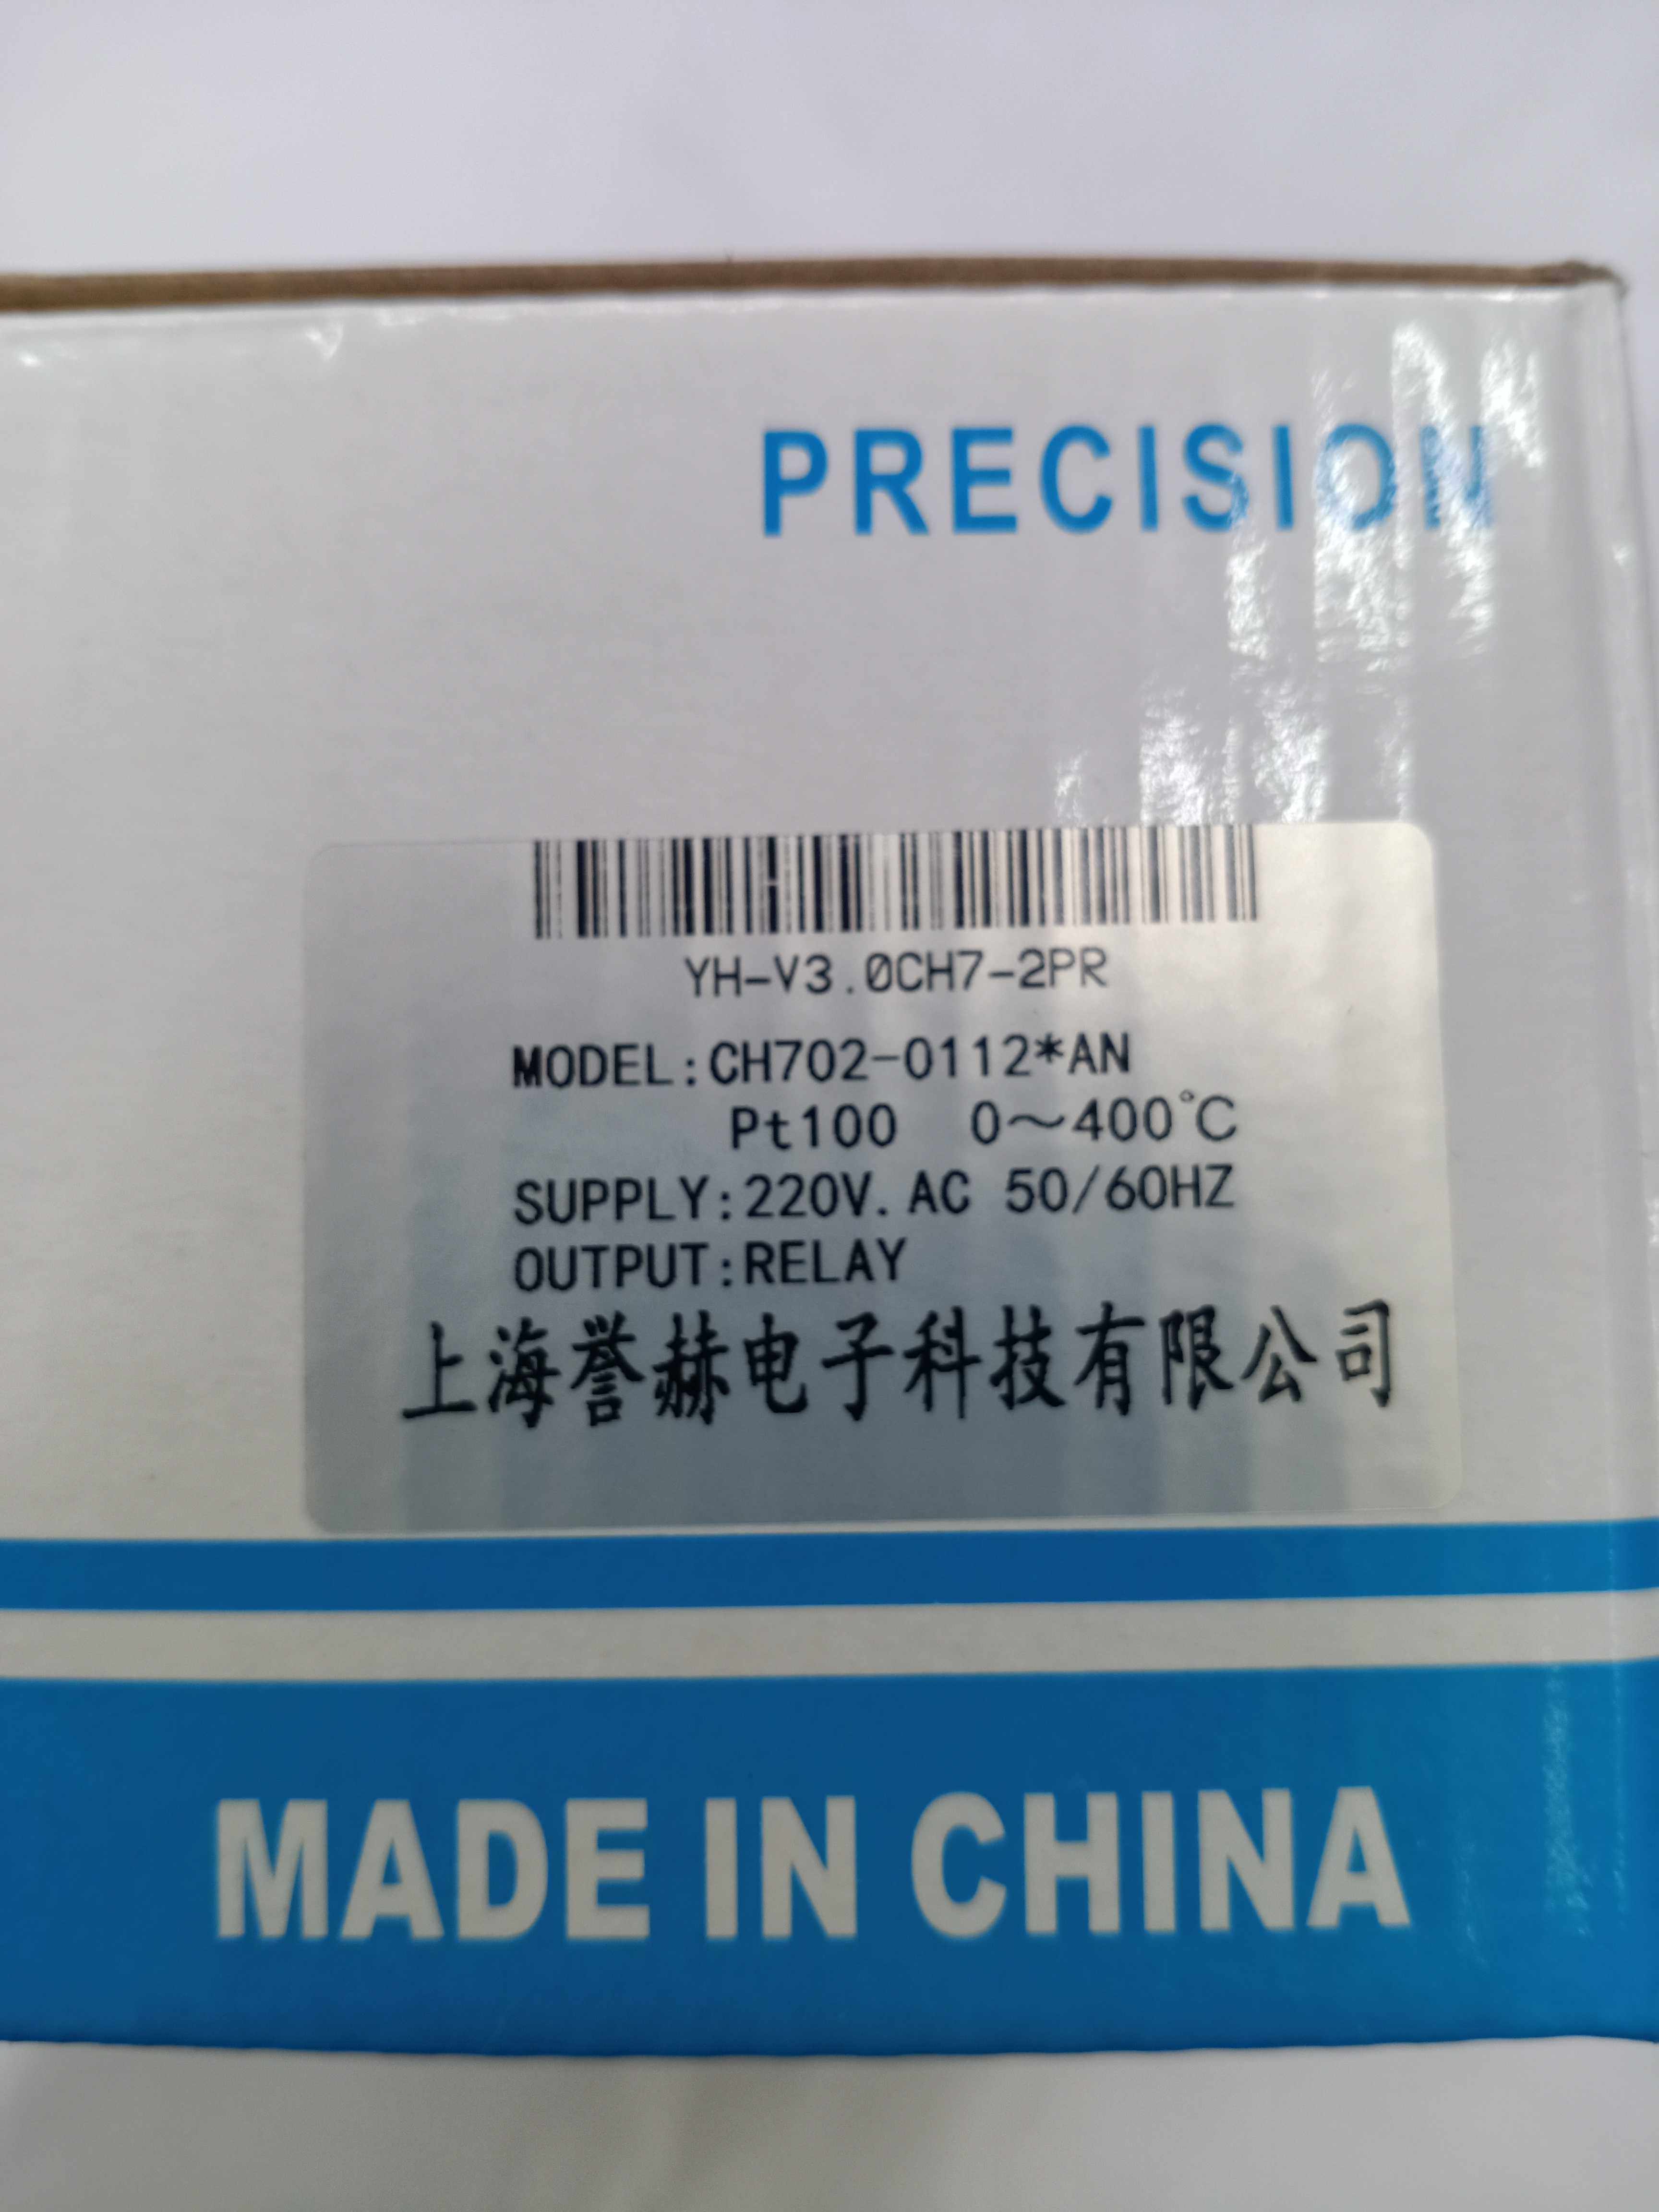 PRECISION
YH-V3.0CH7-2PR
MODEL:CH702-0112*AN
Pt100 0～400℃
SUPPLY:220V.AC 50/60HZ
OUTPUT:RELAY
上海誉赫电子科技有限公司
MADE IN CHINA